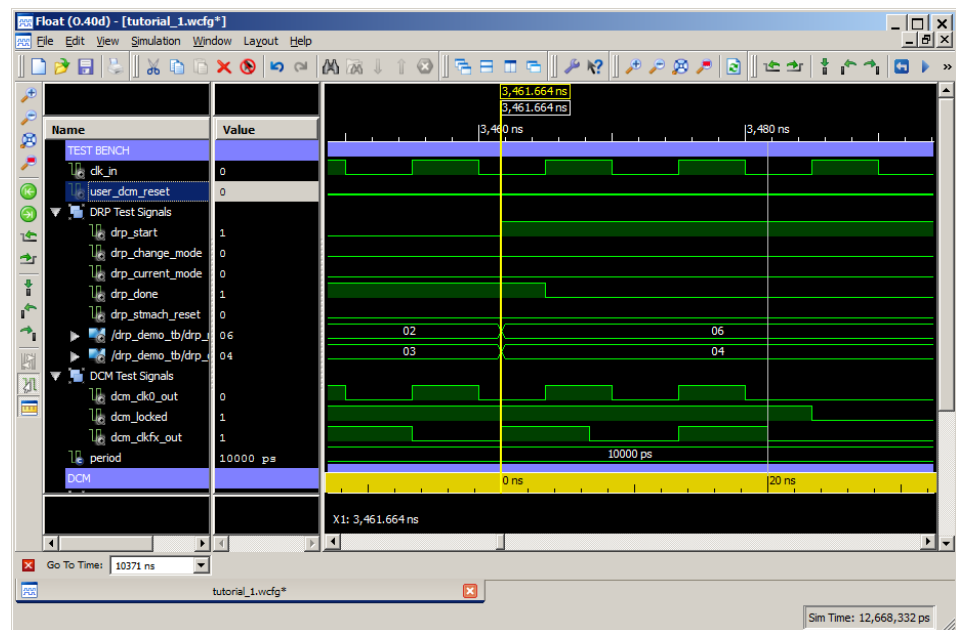 Float (O.40d) - [tutorial_1.wcfg*]
File Edit View Simulation Window Layout Help
3,461.664 ns
3,461.664 ns
Name Value 3,460 ns 3,480 ns
TEST BENCH
clk_in 0
user_dcm_reset 0
DRP Test Signals
drp_start 1
drp_change_mode 0
drp_current_mode 0
drp_done 1
drp_stmach_reset 0
/drp_demo_tb/drp_ 06 02 06
/drp_demo_tb/drp_ 04 03 04
DCM Test Signals
dcm_clk0_out 0
dcm_locked 1
dcm_clkfx_out 1
period 10000 ps 10000 ps
DCM 0 ns 20 ns
X1: 3,461.664 ns
Go To Time: 10371 ns
tutorial_1.wcfg*
Sim Time: 12,668,332 ps